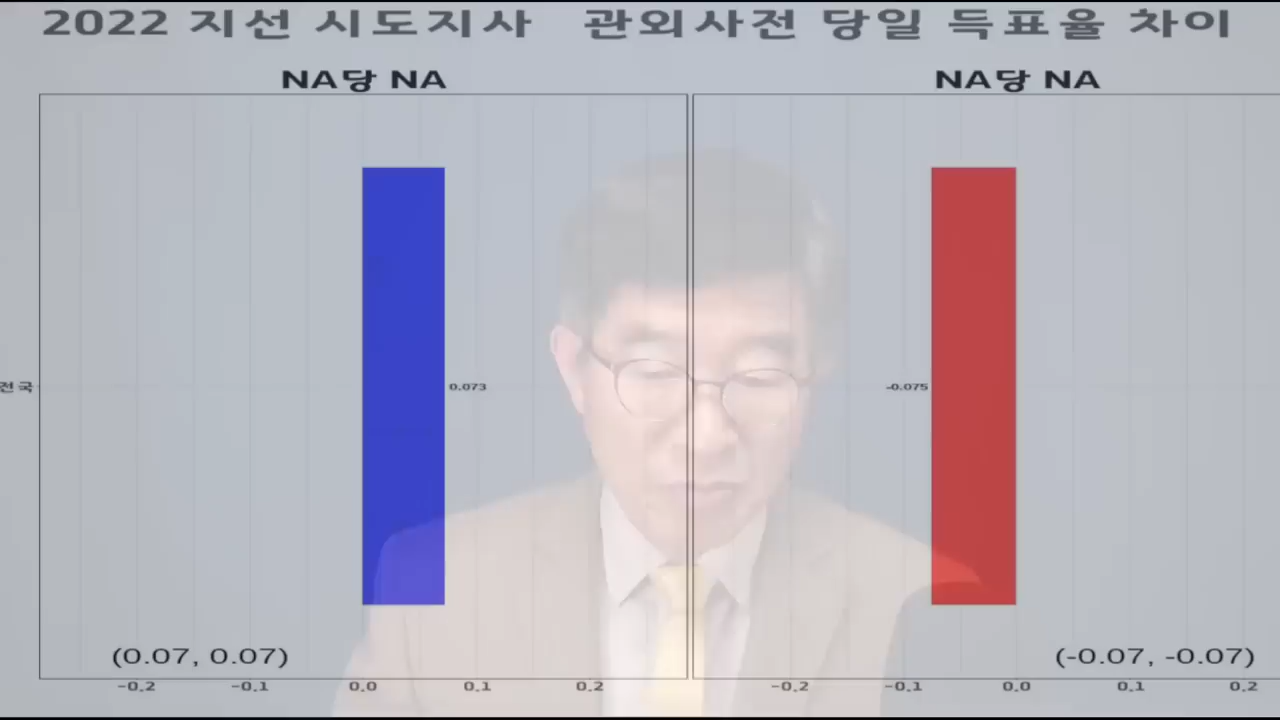 2022 지선 시도지사 관외사전 당일 득표율 차이
NA당 NA
NA당 NA
전국
0.073
-0.075
(0.07, 0.07)
(-0.07, -0.07)
-0.2 -0.1 0.0 0.1 0.2
-0.2 -0.1 0.0 0.1 0.2